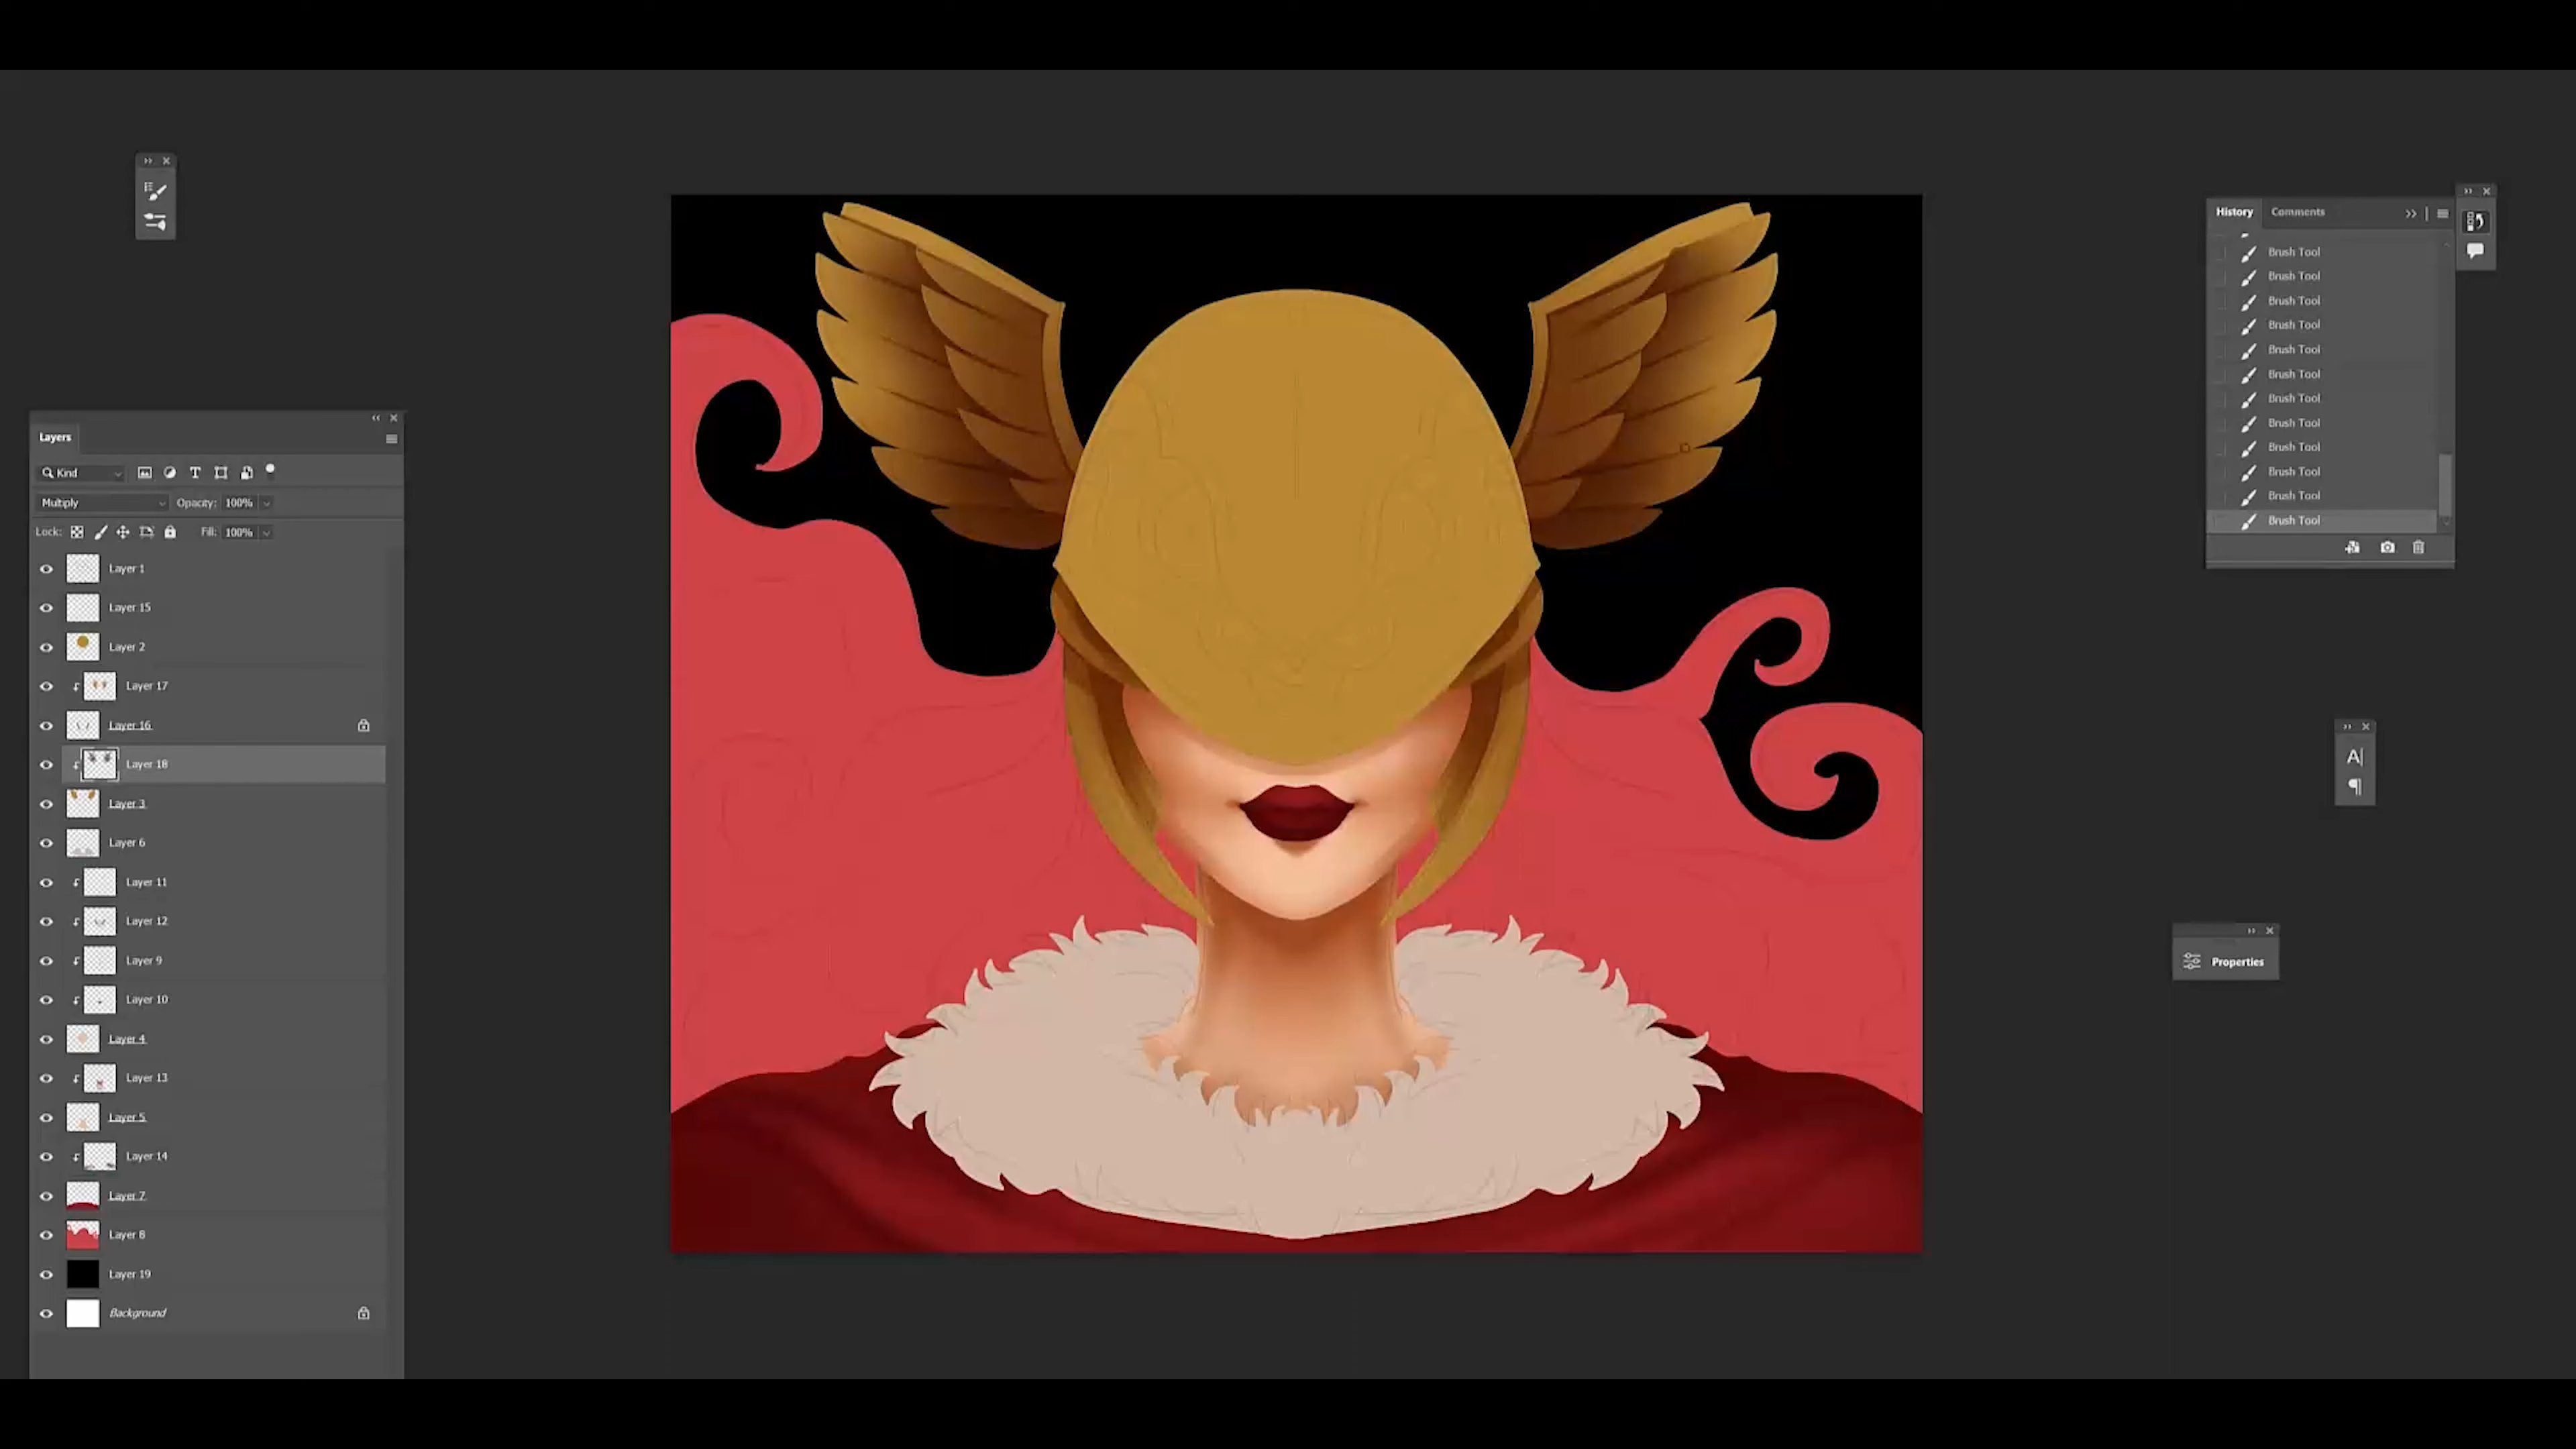 History Comments
Brush Tool
Brush Tool
Brush Tool
Brush Tool
Brush Tool
Brush Tool
Brush Tool
Brush Tool
Brush Tool
Brush Tool
Brush Tool
Brush Tool
Layers
Kind
Multiply Opacity: 100%
Lock: Fill: 100%
Layer 1
Layer 15
Layer 2
Layer 17
Layer 16
Layer 18
Layer 3
Layer 6
Layer 11
Layer 12
Layer 9
Layer 10
Layer 4
Layer 13
Layer 5
Layer 14
Layer 7
Layer 8
Layer 19
Background
A
Properties